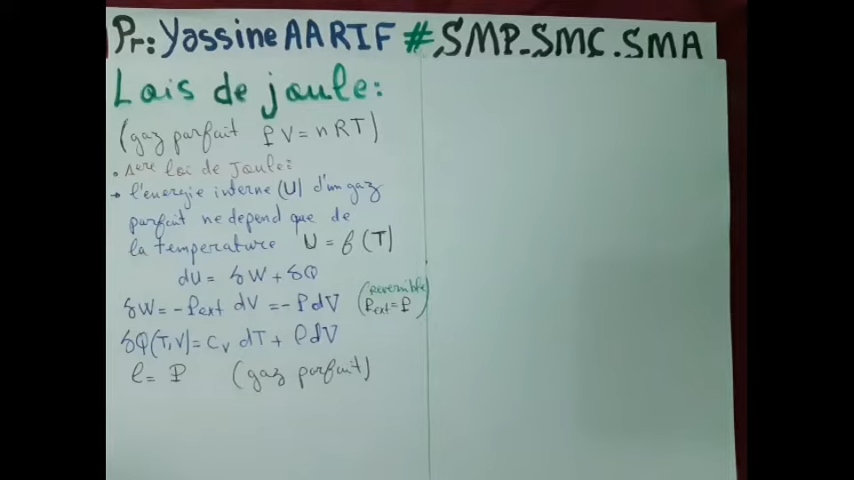 Pr: Yassine AARIF #SMP-SMC.SMA
Lois de joule:
(gaz parfait PV = nRT)
• 1ere loi de Joule:
→ l'energie interne (U) d'un gaz
parfait ne depend que de
la temperature U = f(T)
dU = δW + δQ
δW = -Pext dV = -PdV (reversible
Pext = P)
δQ(T,V) = Cv dT + ldV
l = P (gaz parfait)